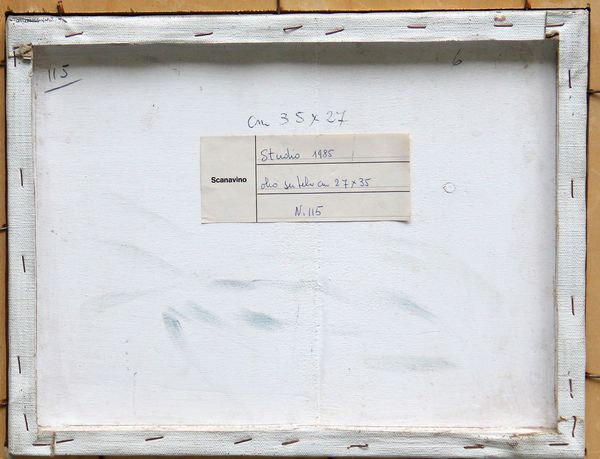 115
6
cm 35 x 27
Scanavino
Studio 1985
olio su tela cm 27 x 35
N. 115